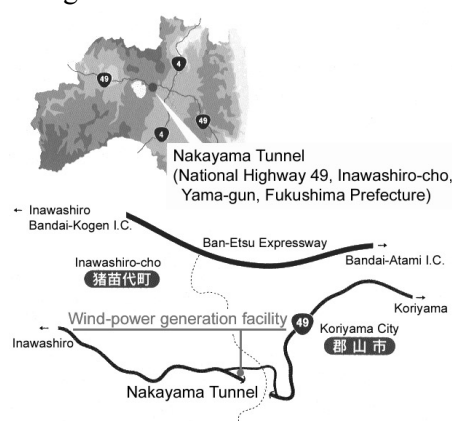 4
49
49
4
Nakayama Tunnel
(National Highway 49, Inawashiro-cho,
Yama-gun, Fukushima Prefecture)
← Inawashiro
Bandai-Kogen I.C.
Ban-Etsu Expressway
→
Bandai-Atami I.C.
Inawashiro-cho
猪苗代町
→
Koriyama
Wind-power generation facility
49
Koriyama City
郡山市
←
Inawashiro
Nakayama Tunnel